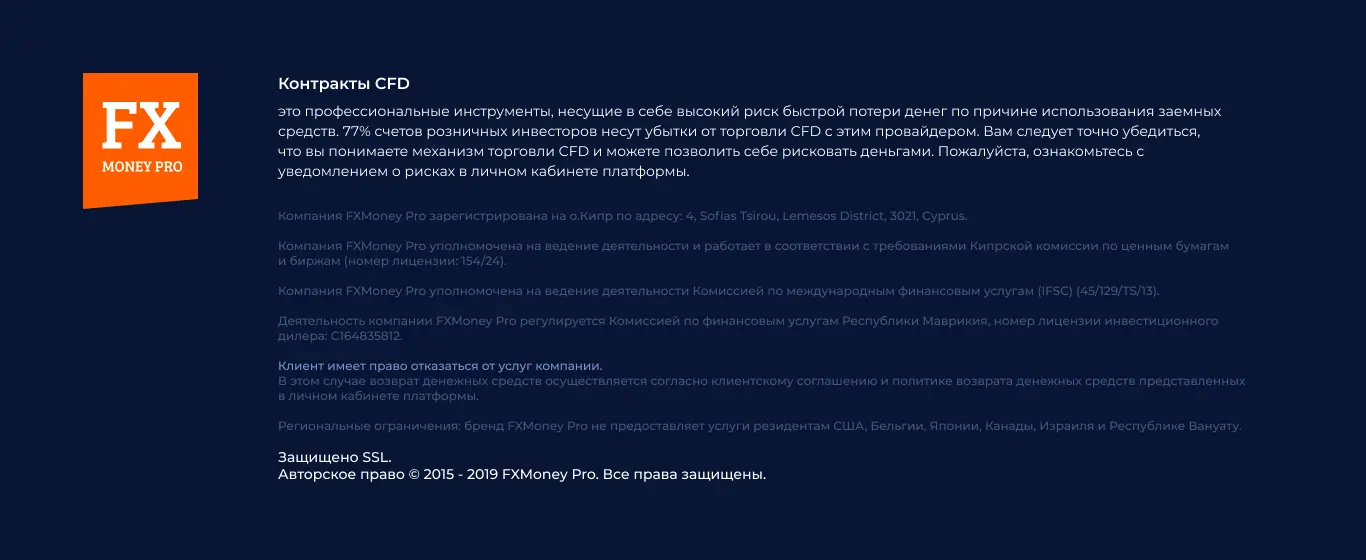 FX
MONEY PRO
Контракты CFD
это профессиональные инструменты, несущие в себе высокий риск быстрой потери денег по причине использования заемных
средств. 77% счетов розничных инвесторов несут убытки от торговли CFD с этим провайдером. Вам следует точно убедиться,
что вы понимаете механизм торговли CFD и можете позволить себе рисковать деньгами. Пожалуйста, ознакомьтесь с
уведомлением о рисках в личном кабинете платформы.
Компания FXMoney Pro зарегистрирована на о.Кипр по адресу: 4, Sofias Tsirou, Lemesos District, 3021, Cyprus.
Компания FXMoney Pro уполномочена на ведение деятельности и работает в соответствии с требованиями Кипрской комиссии по ценным бумагам
и биржам (номер лицензии: 154/24).
Компания FXMoney Pro уполномочена на ведение деятельности Комиссией по международным финансовым услугам (IFSC) (45/129/TS/13).
Деятельность компании FXMoney Pro регулируется Комиссией по финансовым услугам Республики Маврикия, номер лицензии инвестиционного
дилера: C164835812.
Клиент имеет право отказаться от услуг компании.
В этом случае возврат денежных средств осуществляется согласно клиентскому соглашению и политике возврата денежных средств представленных
в личном кабинете платформы.
Региональные ограничения: бренд FXMoney Pro не предоставляет услуги резидентам США, Бельгии, Японии, Канады, Израиля и Республике Вануату.
Защищено SSL.
Авторское право © 2015 - 2019 FXMoney Pro. Все права защищены.